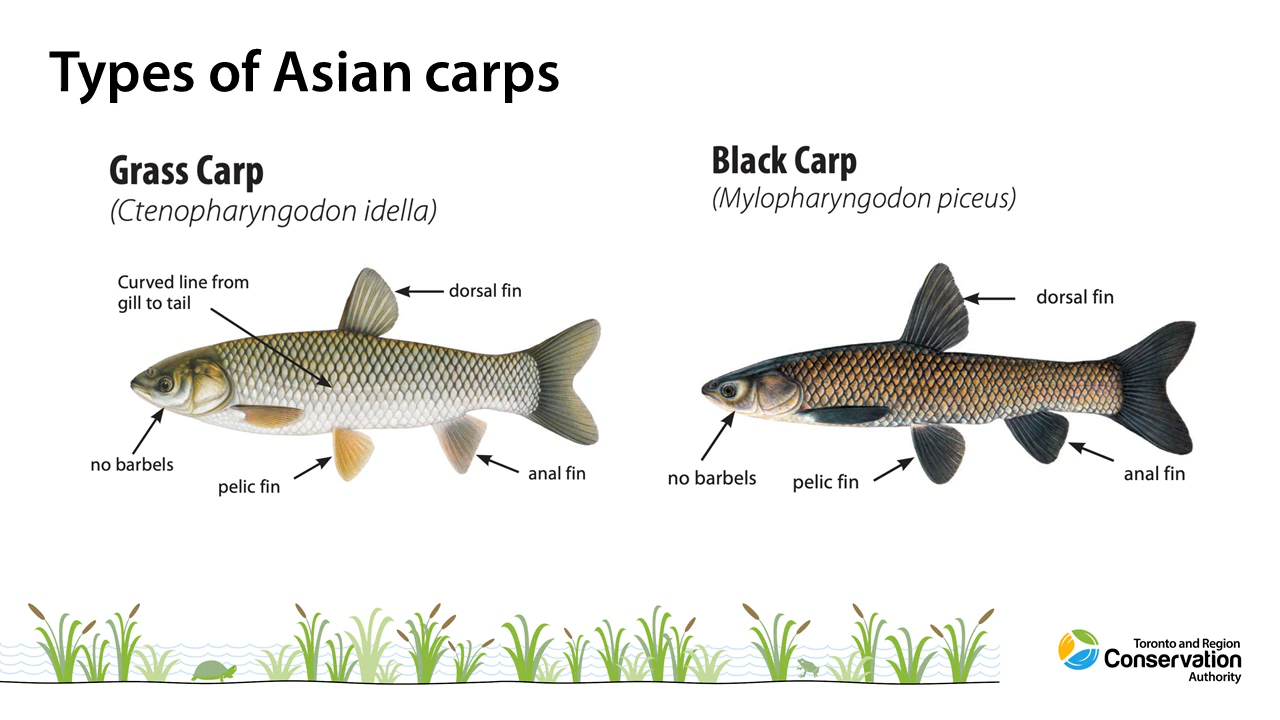 Types of Asian carps
Grass Carp
(Ctenopharyngodon idella)
Curved line from
gill to tail
dorsal fin
no barbels
pelic fin
anal fin
Black Carp
(Mylopharyngodon piceus)
dorsal fin
no barbels
pelic fin
anal fin
Toronto and Region
Conservation
Authority